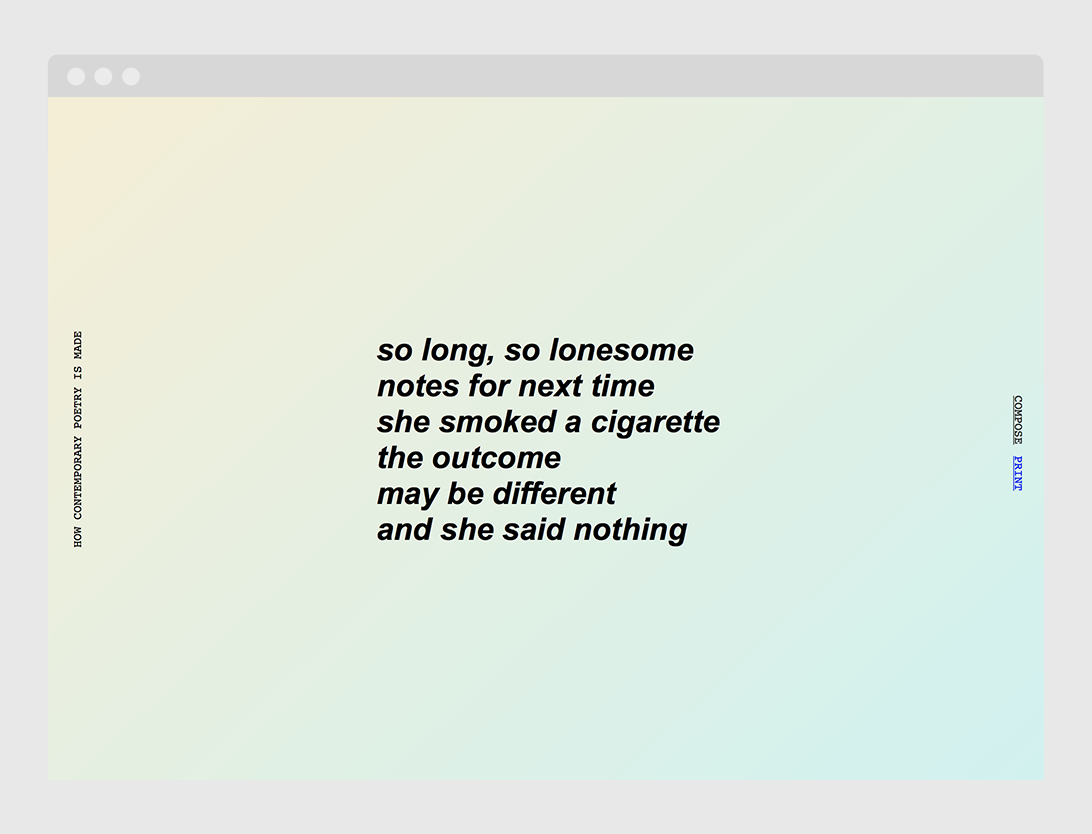 HOW CONTEMPORARY POETRY IS MADE
so long, so lonesome
notes for next time
she smoked a cigarette
the outcome
may be different
and she said nothing
COMPOSE PRINT